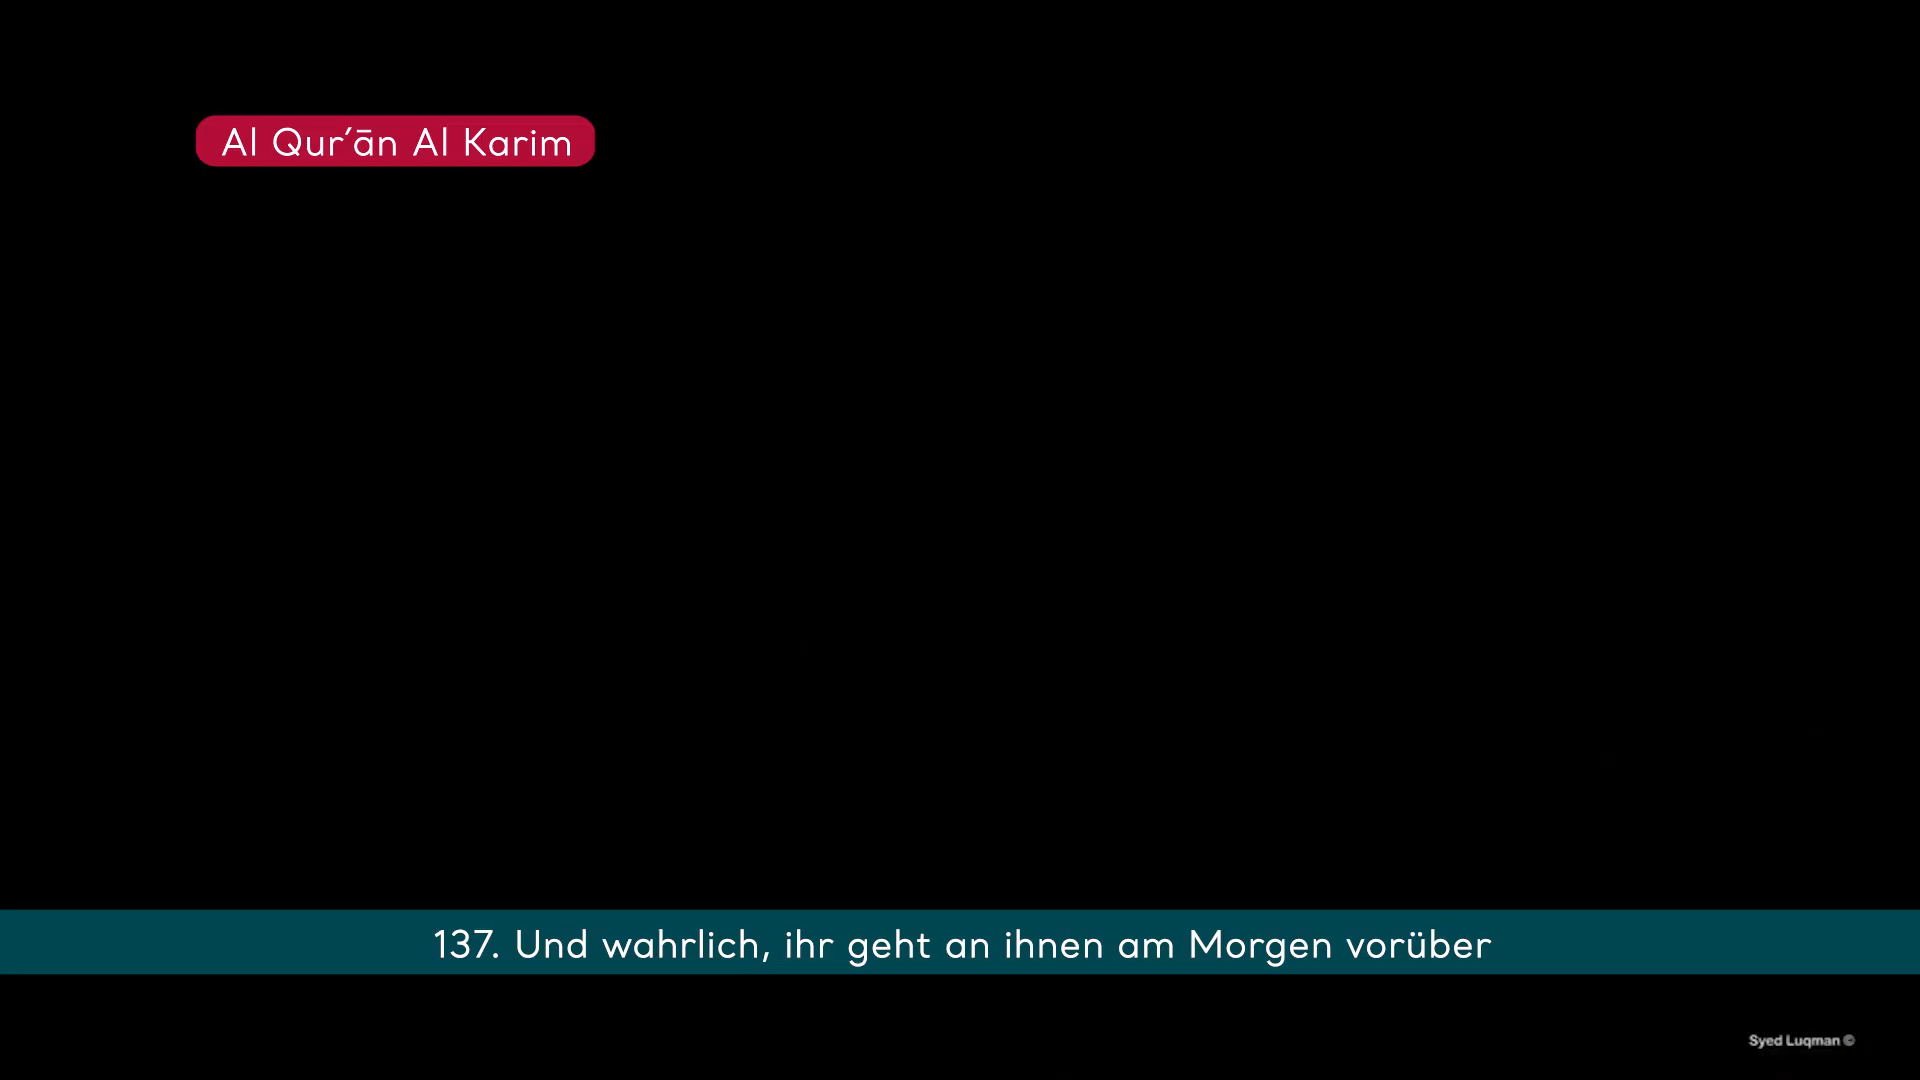 Al Qur’ān Al Karim
137. Und wahrlich, ihr geht an ihnen am Morgen vorüber
Syed Luqman ©